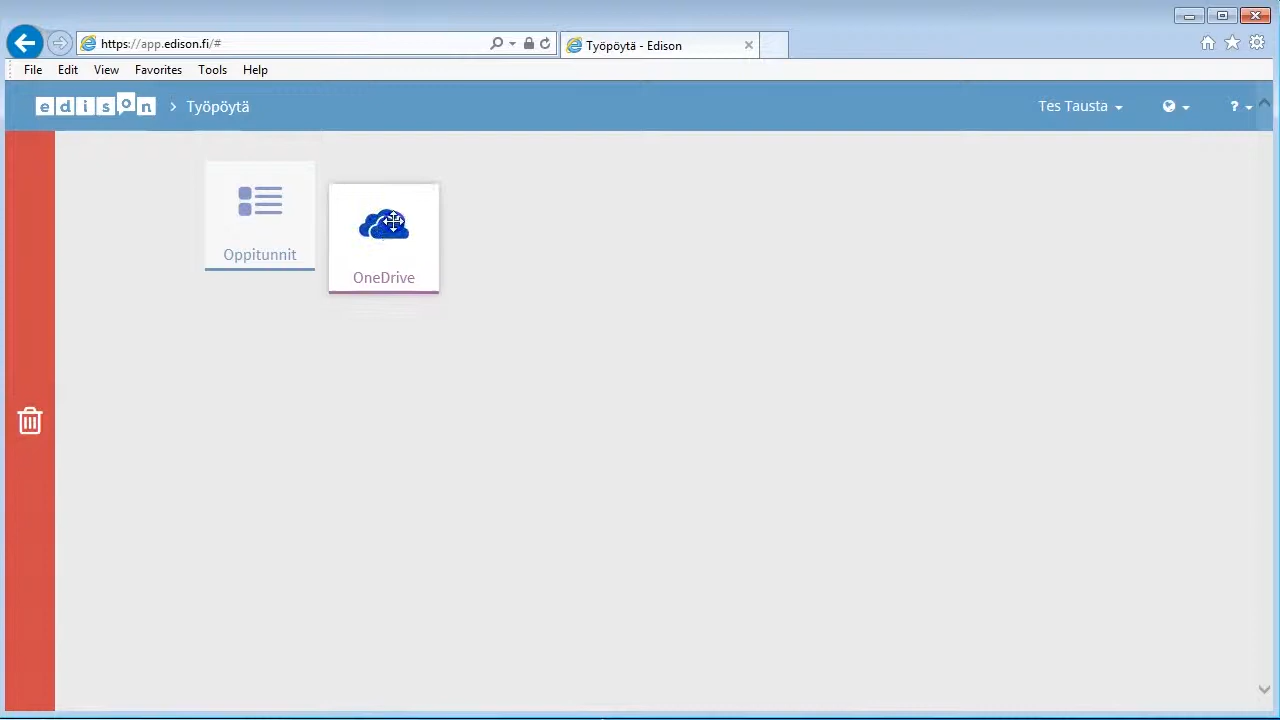 https://app.edison.fi/#
Työpöytä - Edison
File Edit View Favorites Tools Help
edison > Työpöytä
Tes Tausta
?
Oppitunnit
OneDrive